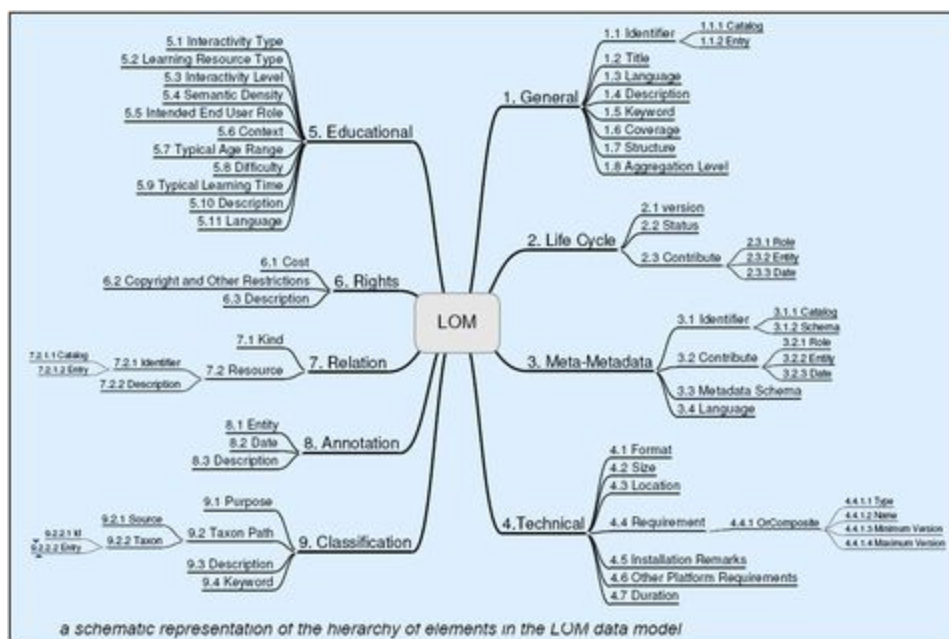 LOM
1. General
1.1 Identifier
1.1.1 Catalog
1.1.2 Entry
1.2 Title
1.3 Language
1.4 Description
1.5 Keyword
1.6 Coverage
1.7 Structure
1.8 Aggregation Level
2. Life Cycle
2.1 version
2.2 Status
2.3 Contribute
2.3.1 Role
2.3.2 Entity
2.3.3 Date
3. Meta-Metadata
3.1 Identifier
3.1.1 Catalog
3.1.2 Schema
3.2 Contribute
3.2.1 Role
3.2.2 Entity
3.2.3 Date
3.3 Metadata Schema
3.4 Language
4.Technical
4.1 Format
4.2 Size
4.3 Location
4.4 Requirement
4.4.1 OrComposite
4.4.1.1 Type
4.4.1.2 Name
4.4.1.3 Minimum Version
4.4.1.4 Maximum Version
4.5 Installation Remarks
4.6 Other Platform Requirements
4.7 Duration
5. Educational
5.1 Interactivity Type
5.2 Learning Resource Type
5.3 Interactivity Level
5.4 Semantic Density
5.5 Intended End User Role
5.6 Context
5.7 Typical Age Range
5.8 Difficulty
5.9 Typical Learning Time
5.10 Description
5.11 Language
6. Rights
6.1 Cost
6.2 Copyright and Other Restrictions
6.3 Description
7. Relation
7.1 Kind
7.2 Resource
7.2.1 Identifier
7.2.1.1 Catalog
7.2.1.2 Entry
7.2.2 Description
8. Annotation
8.1 Entity
8.2 Date
8.3 Description
9. Classification
9.1 Purpose
9.2 Taxon Path
9.2.1 Source
9.2.2 Taxon
9.2.2.1 Id
9.2.2.2 Entry
9.3 Description
9.4 Keyword
a schematic representation of the hierarchy of elements in the LOM data model